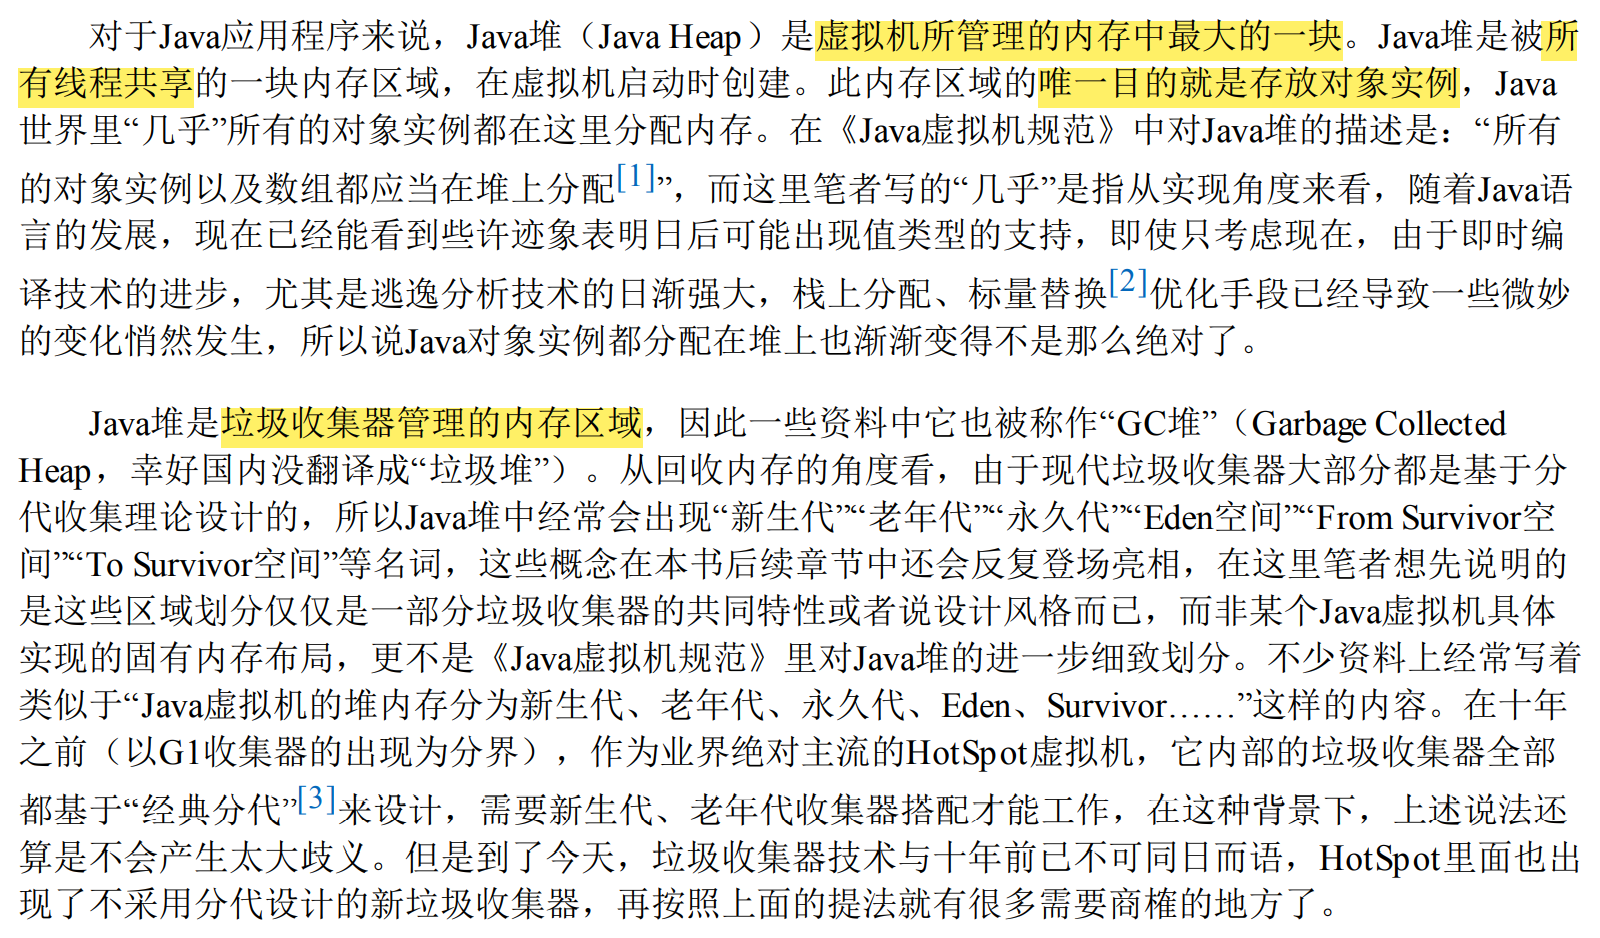 对于Java应用程序来说，Java堆（Java Heap）是虚拟机所管理的内存中最大的一块。Java堆是被所
有线程共享的一块内存区域，在虚拟机启动时创建。此内存区域的唯一目的就是存放对象实例，Java
世界里“几乎”所有的对象实例都在这里分配内存。在《Java虚拟机规范》中对Java堆的描述是：“所有
的对象实例以及数组都应当在堆上分配[1]”，而这里笔者写的“几乎”是指从实现角度来看，随着Java语
言的发展，现在已经能看到些许迹象表明日后可能出现值类型的支持，即使只考虑现在，由于即时编
译技术的进步，尤其是逃逸分析技术的日渐强大，栈上分配、标量替换[2]优化手段已经导致一些微妙
的变化悄然发生，所以说Java对象实例都分配在堆上也渐渐变得不是那么绝对了。
Java堆是垃圾收集器管理的内存区域，因此一些资料中它也被称作“GC堆”（Garbage Collected
Heap，幸好国内没翻译成“垃圾堆”）。从回收内存的角度看，由于现代垃圾收集器大部分都是基于分
代收集理论设计的，所以Java堆中经常会出现“新生代”“老年代”“永久代”“Eden空间”“From Survivor空
间”“To Survivor空间”等名词，这些概念在本书后续章节中还会反复登场亮相，在这里笔者想先说明的
是这些区域划分仅仅是一部分垃圾收集器的共同特性或者说设计风格而已，而非某个Java虚拟机具体
实现的固有内存布局，更不是《Java虚拟机规范》里对Java堆的进一步细致划分。不少资料上经常写着
类似于“Java虚拟机的堆内存分为新生代、老年代、永久代、Eden、Survivor……”这样的内容。在十年
之前（以G1收集器的出现为分界），作为业界绝对主流的HotSpot虚拟机，它内部的垃圾收集器全部
都基于“经典分代”[3]来设计，需要新生代、老年代收集器搭配才能工作，在这种背景下，上述说法还
算是不会产生太大歧义。但是到了今天，垃圾收集器技术与十年前已不可同日而语，HotSpot里面也出
现了不采用分代设计的新垃圾收集器，再按照上面的提法就有很多需要商榷的地方了。